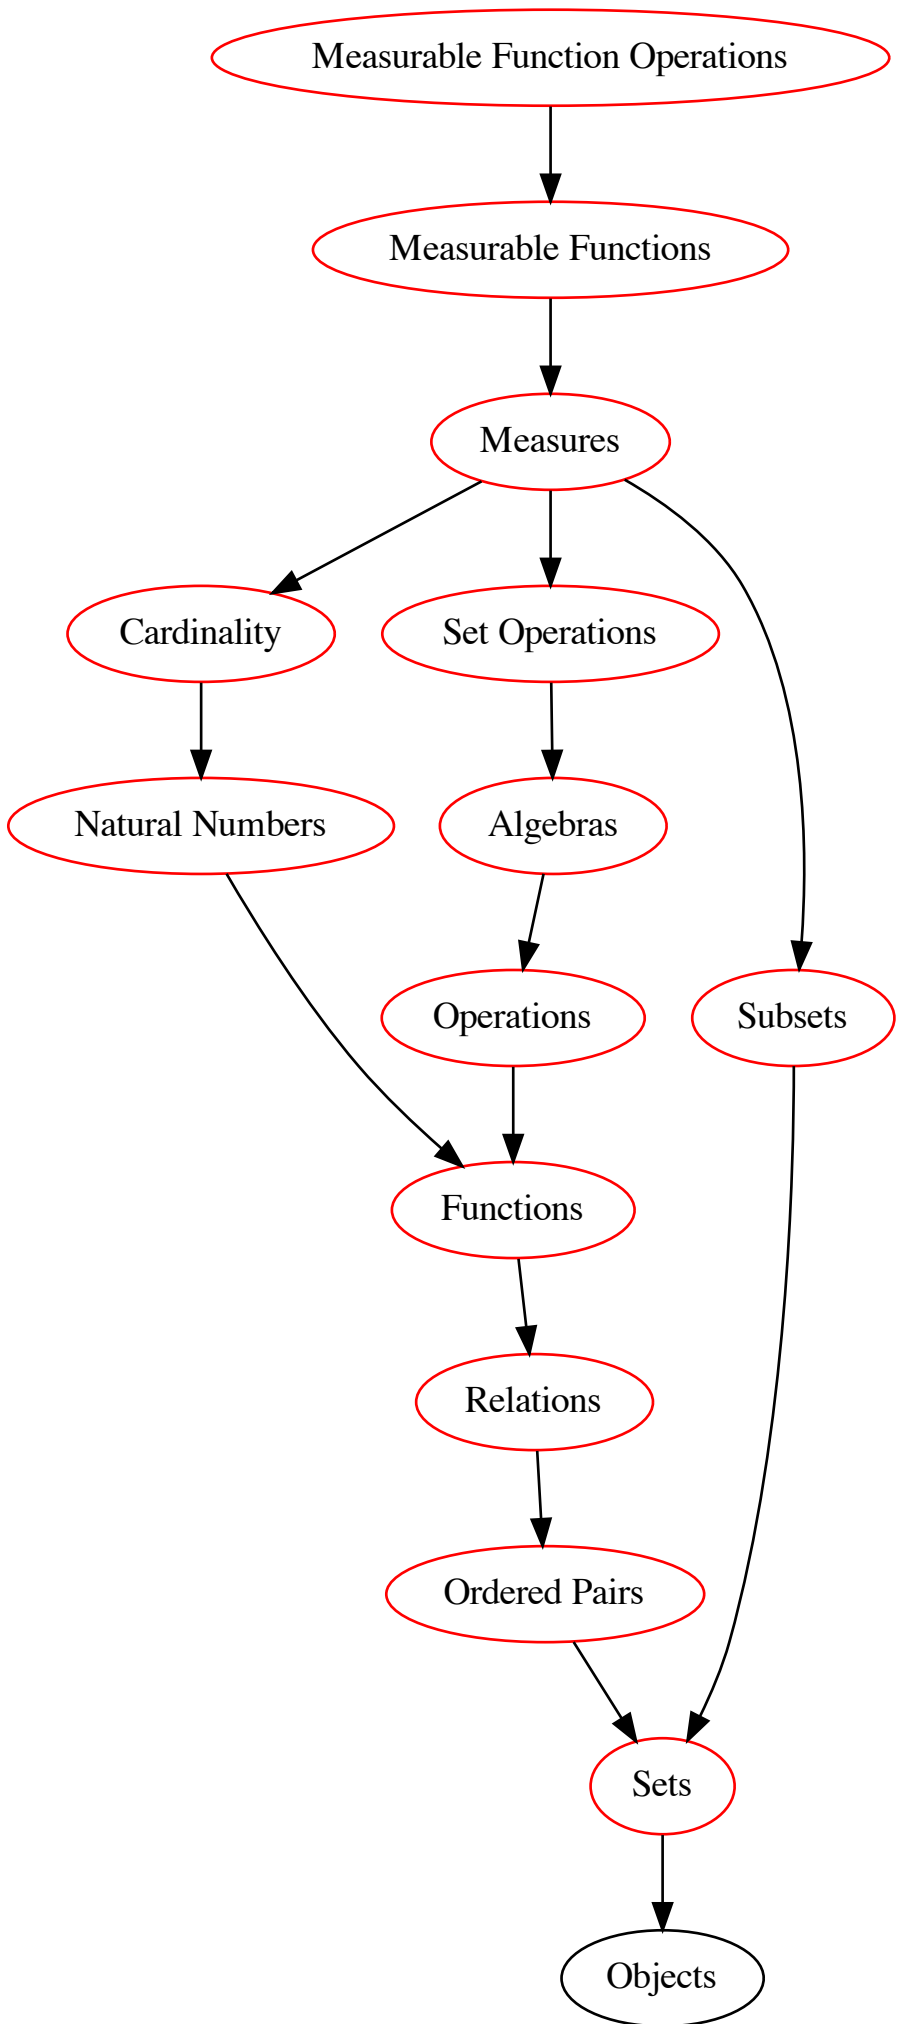 Measurable Function Operations
Measurable Functions
Measures
Cardinality
Set Operations
Natural Numbers
Algebras
Operations
Subsets
Functions
Relations
Ordered Pairs
Sets
Objects